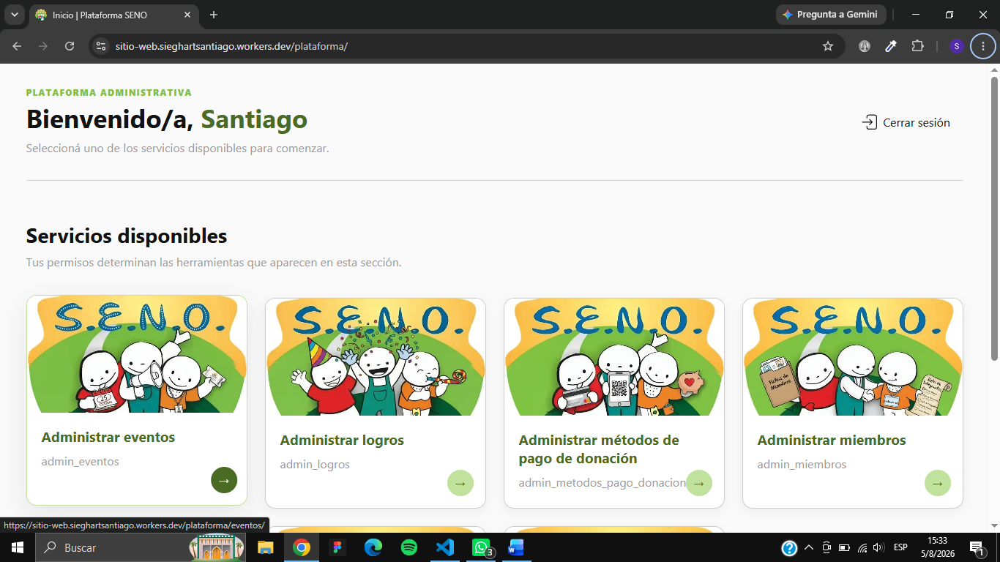 Inicio | Plataforma SENO
Pregunta a Gemini
sitio-web.sieghartsantiago.workers.dev/plataforma/
S
PLATAFORMA ADMINISTRATIVA
Bienvenido/a, Santiago
Cerrar sesión
Seleccioná uno de los servicios disponibles para comenzar.
Servicios disponibles
Tus permisos determinan las herramientas que aparecen en esta sección.
S.E.N.O.
25
S.E.N.O.
S.E.N.O.
S.E.N.O.
Fichas de
Miembros
Administrar eventos
admin_eventos
→
Administrar logros
admin_logros
→
Administrar métodos de
pago de donación
admin_metodos_pago_donacion
→
Administrar miembros
admin_miembros
→
https://sitio-web.sieghartsantiago.workers.dev/plataforma/eventos/
Buscar
3
ESP
15:33
5/8/2026
1